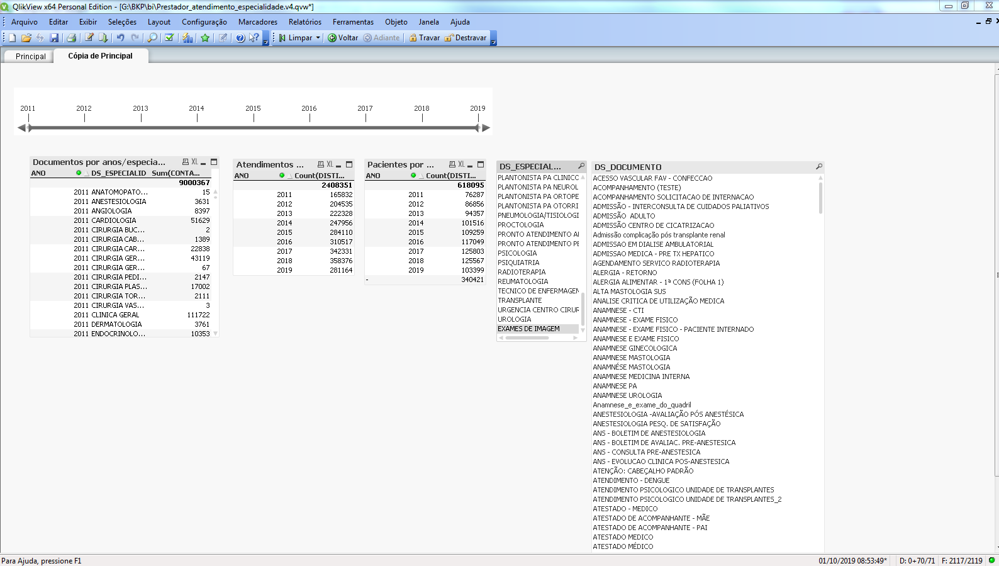 QlikView x64 Personal Edition - [G:\BKP\bi\Prestador_atendimento_especialidade.v4.qvw*]
Arquivo Editar Exibir Seleções Layout Configuração Marcadores Relatórios Ferramentas Objeto Janela Ajuda
Limpar Voltar Adiante Travar Destravar
Principal Cópia de Principal
2011 2012 2013 2014 2015 2016 2017 2018 2019
Documentos por anos/especia... XL
ANO DS_ESPECIALID Sum(CONTA...
9000367
2011 ANATOMOPATO... 15
2011 ANESTESIOLOGIA 3631
2011 ANGIOLOGIA 8397
2011 CARDIOLOGIA 51629
2011 CIRURGIA BUC... 2
2011 CIRURGIA CAB... 1389
2011 CIRURGIA CAR... 22838
2011 CIRURGIA GER... 43119
2011 CIRURGIA GER... 67
2011 CIRURGIA PEDI... 2147
2011 CIRURGIA PLAS... 17002
2011 CIRURGIA TOR... 2111
2011 CIRURGIA VAS... 3
2011 CLINICA GERAL 111722
2011 DERMATOLOGIA 3761
2011 ENDOCRINOLO... 10353
Atendimentos ... XL
ANO Count(DISTI...
2408351
2011 165832
2012 204535
2013 222328
2014 247956
2015 284110
2016 310517
2017 342331
2018 358376
2019 281164
Pacientes por ... XL
ANO Count(DISTI...
618095
2011 76287
2012 86856
2013 94357
2014 101516
2015 109259
2016 117049
2017 125803
2018 125567
2019 103399
- 340421
DS_ESPECIAL...
PLANTONISTA PA CLINICC
PLANTONISTA PA NEUROL
PLANTONISTA PA ORTOPE
PLANTONISTA PA OTORRI
PNEUMOLOGIA/TISIOLOGI
PROCTOLOGIA
PRONTO ATENDIMENTO AI
PRONTO ATENDIMENTO PE
PSICOLOGIA
PSIQUIATRIA
RADIOTERAPIA
REUMATOLOGIA
TECNICO DE ENFERMAGEN
TRANSPLANTE
URGENCIA CENTRO CIRUR
UROLOGIA
EXAMES DE IMAGEM
DS_DOCUMENTO
ACESSO VASCULAR FAV - CONFECCAO
ACOMPANHAMENTO (TESTE)
ACOMPANHAMENTO SOLICITACAO DE INTERNACAO
ADMISSÃO - INTERCONSULTA DE CUIDADOS PALIATIVOS
ADMISSÃO  ADULTO
ADMISSÃO CENTRO DE CICATRIZACAO
Admissão complicação pós transplante renal
ADMISSAO EM DIALISE AMBULATORIAL
ADMISSAO MEDICA - PRE TX HEPATICO
AGENDAMENTO SERVICO RADIOTERAPIA
ALERGIA - RETORNO
ALERGIA ALIMENTAR - 1ª CONS (FOLHA 1)
ALTA MASTOLOGIA SUS
ANALISE CRITICA DE UTILIZAÇÃO MEDICA
ANAMNESE - CTI
ANAMNESE - EXAME FISICO
ANAMNESE - EXAME FISICO - PACIENTE INTERNADO
ANAMNESE E EXAME FISICO
ANAMNESE GINECOLOGICA
ANAMNESE MASTOLOGIA
ANAMNÉSE MASTOLOGIA
ANAMNESE MEDICINA INTERNA
ANAMNESE PA
ANAMNESE UROLOGIA
Anamnese_e_exame_do_quadril
ANESTESIOLOGIA -AVALIAÇÃO PÓS ANESTÉSICA
ANESTESIOLOGIA PESQ. DE SATISFAÇÃO
ANS - BOLETIM DE ANESTESIOLOGIA
ANS - BOLETIM DE AVALIAC. PRE-ANESTESICA
ANS - CONSULTA PRE-ANESTESICA
ANS - EVOLUCAO CLINICA POS-ANESTESICA
ATENÇÃO: CABEÇALHO PADRÃO
ATENDIMENTO - DENGUE
ATENDIMENTO PSICOLOGICO UNIDADE DE TRANSPLANTES
ATENDIMENTO PSICOLOGICO UNIDADE DE TRANSPLANTES_2
ATESTADO - MEDICO
ATESTADO DE ACOMPANHANTE - MÃE
ATESTADO DE ACOMPANHANTE - PAI
ATESTADO MEDICO
ATESTADO MÉDICO
Para Ajuda, pressione F1 01/10/2019 08:53:49* D: 0+70/71 F: 2117/2119